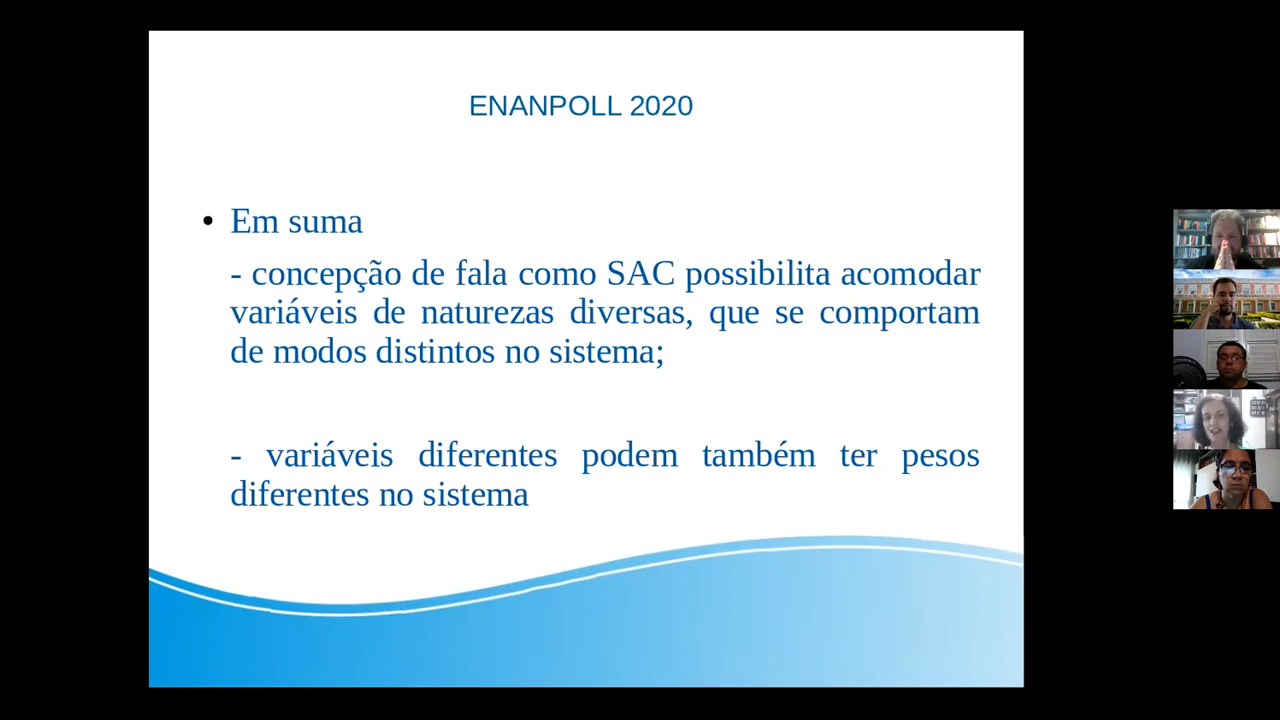 ENANPOLL 2020
• Em suma
- concepção de fala como SAC possibilita acomodar
variáveis de naturezas diversas, que se comportam
de modos distintos no sistema;
- variáveis diferentes podem também ter pesos
diferentes no sistema